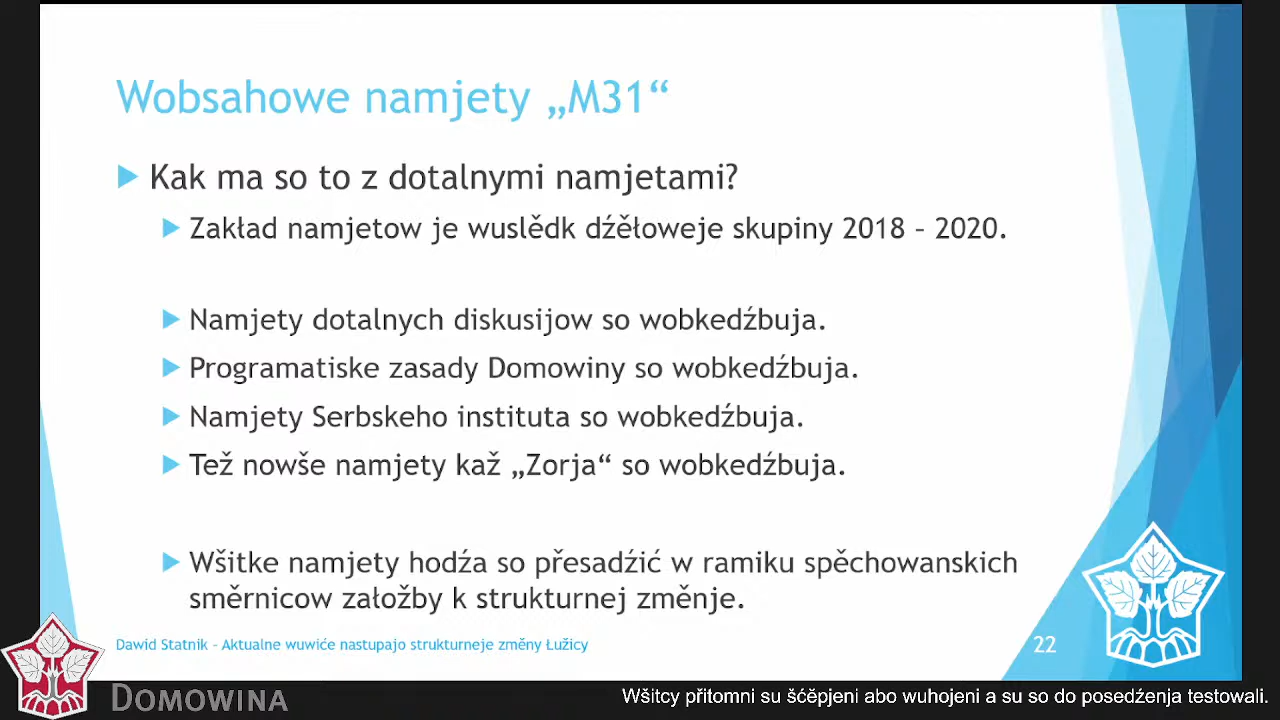 Wobsahowe namjety „M31“
Kak ma so to z dotalnymi namjetami?
Zakład namjetow je wuslědk dźěłoweje skupiny 2018 – 2020.
Namjety dotalnych diskusijow so wobkedźbuja.
Programatiske zasady Domowiny so wobkedźbuja.
Namjety Serbskeho instituta so wobkedźbuja.
Tež nowše namjety kaž „Zorja“ so wobkedźbuja.
Wšitke namjety hodźa so přesadźić w ramiku spěchowanskich
směrnicow załožby k strukturnej změnje.
Dawid Statnik – Aktualne wuwiće nastupajo strukturneje změny Łužicy
22
DOMOWINA
Wšitcy přitomni su šćěpjeni abo wuhojeni a su so do posedźenja testowali.